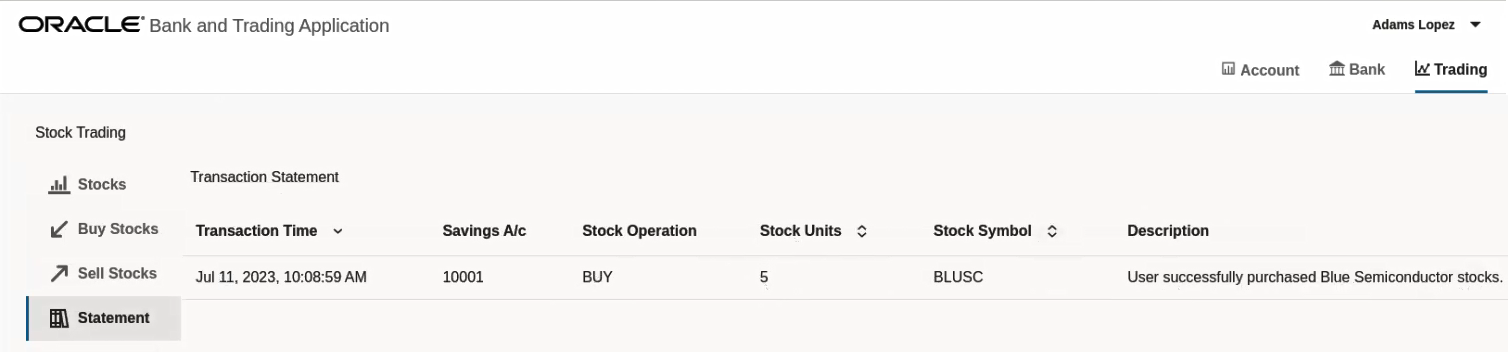 ORACLE® Bank and Trading Application
Adams Lopez
Account Bank Trading
Stock Trading
Transaction Statement
Stocks
Buy Stocks
Sell Stocks
Statement
Transaction Time Savings A/c Stock Operation Stock Units Stock Symbol Description
Jul 11, 2023, 10:08:59 AM 10001 BUY 5 BLUSC User successfully purchased Blue Semiconductor stocks.